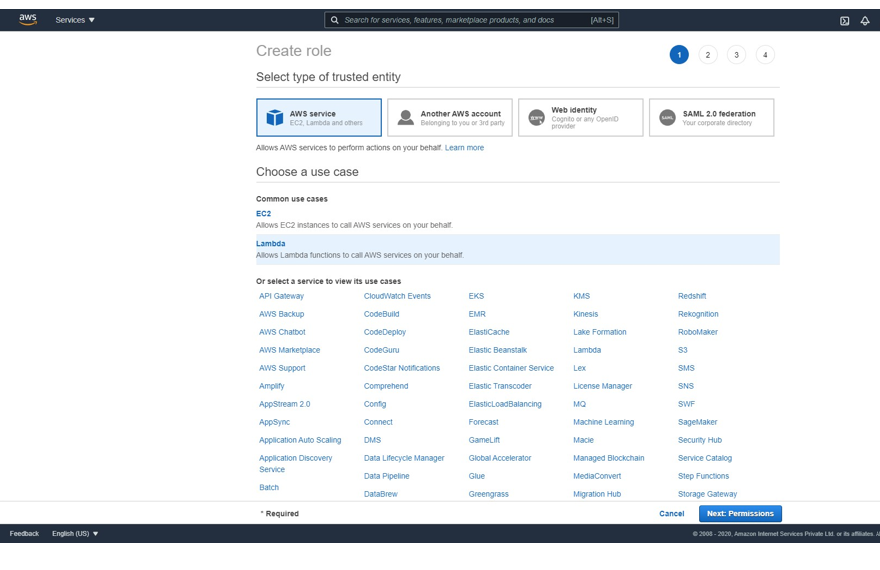 aws
Services ▼
Search for services, features, marketplace products, and docs [Alt+S]
Create role
1 2 3 4
Select type of trusted entity
AWS service
EC2, Lambda and others
Another AWS account
Belonging to you or 3rd party
Web identity
Cognito or any OpenID
provider
SAML
SAML 2.0 federation
Your corporate directory
Allows AWS services to perform actions on your behalf. Learn more
Choose a use case
Common use cases
EC2
Allows EC2 instances to call AWS services on your behalf.
Lambda
Allows Lambda functions to call AWS services on your behalf.
Or select a service to view its use cases
API Gateway CloudWatch Events EKS KMS Redshift
AWS Backup CodeBuild EMR Kinesis Rekognition
AWS Chatbot CodeDeploy ElastiCache Lake Formation RoboMaker
AWS Marketplace CodeGuru Elastic Beanstalk Lambda S3
AWS Support CodeStar Notifications Elastic Container Service Lex SMS
Amplify Comprehend Elastic Transcoder License Manager SNS
AppStream 2.0 Config ElasticLoadBalancing MQ SWF
AppSync Connect Forecast Machine Learning SageMaker
Application Auto Scaling DMS GameLift Macie Security Hub
Application Discovery Data Lifecycle Manager Global Accelerator Managed Blockchain Service Catalog
Service
Data Pipeline Glue MediaConvert Step Functions
Batch
DataBrew Greengrass Migration Hub Storage Gateway
* Required
Cancel Next: Permissions
Feedback English (US) ▼ © 2008 - 2020, Amazon Internet Services Private Ltd. or its affiliates.